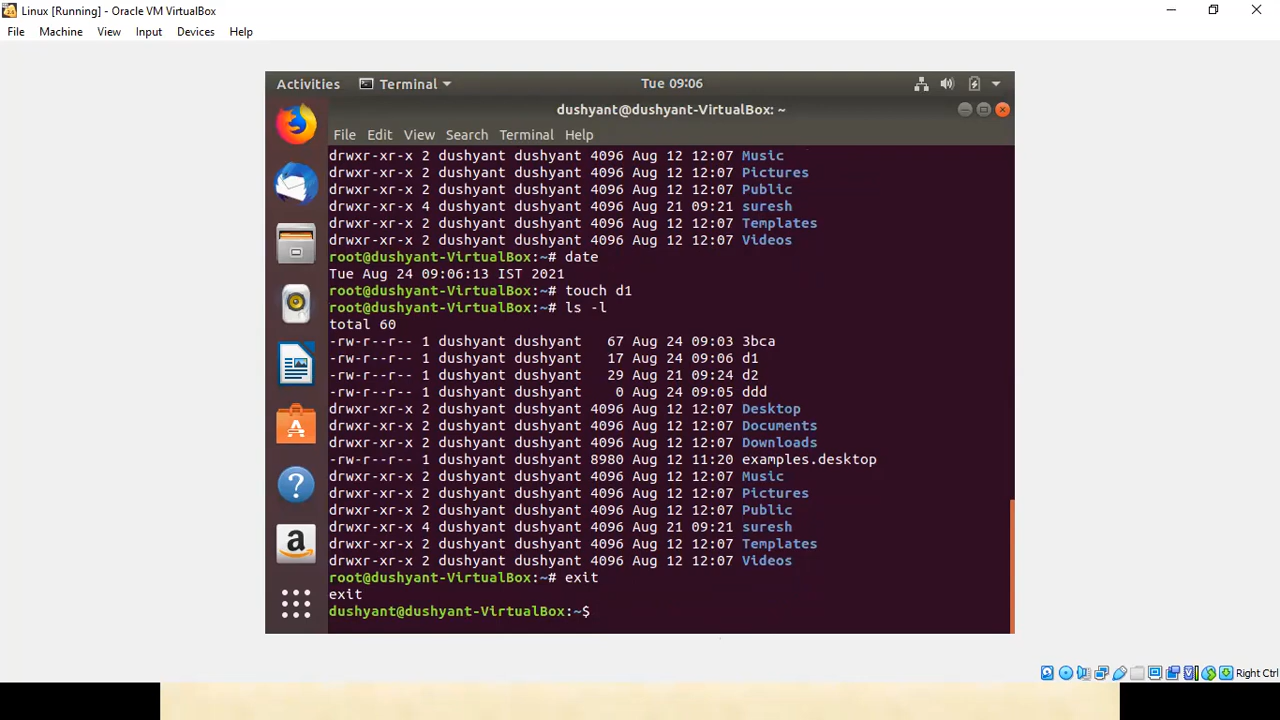 Linux [Running] - Oracle VM VirtualBox
File Machine View Input Devices Help
Activities Terminal Tue 09:06
dushyant@dushyant-VirtualBox: ~
File Edit View Search Terminal Help
drwxr-xr-x 2 dushyant dushyant 4096 Aug 12 12:07 Music
drwxr-xr-x 2 dushyant dushyant 4096 Aug 12 12:07 Pictures
drwxr-xr-x 2 dushyant dushyant 4096 Aug 12 12:07 Public
drwxr-xr-x 4 dushyant dushyant 4096 Aug 21 09:21 suresh
drwxr-xr-x 2 dushyant dushyant 4096 Aug 12 12:07 Templates
drwxr-xr-x 2 dushyant dushyant 4096 Aug 12 12:07 Videos
root@dushyant-VirtualBox:~# date
Tue Aug 24 09:06:13 IST 2021
root@dushyant-VirtualBox:~# touch d1
root@dushyant-VirtualBox:~# ls -l
total 60
-rw-r--r-- 1 dushyant dushyant 67 Aug 24 09:03 3bca
-rw-r--r-- 1 dushyant dushyant 17 Aug 24 09:06 d1
-rw-r--r-- 1 dushyant dushyant 29 Aug 21 09:24 d2
-rw-r--r-- 1 dushyant dushyant 0 Aug 24 09:05 ddd
drwxr-xr-x 2 dushyant dushyant 4096 Aug 12 12:07 Desktop
drwxr-xr-x 2 dushyant dushyant 4096 Aug 12 12:07 Documents
drwxr-xr-x 2 dushyant dushyant 4096 Aug 12 12:07 Downloads
-rw-r--r-- 1 dushyant dushyant 8980 Aug 12 11:20 examples.desktop
drwxr-xr-x 2 dushyant dushyant 4096 Aug 12 12:07 Music
drwxr-xr-x 2 dushyant dushyant 4096 Aug 12 12:07 Pictures
drwxr-xr-x 2 dushyant dushyant 4096 Aug 12 12:07 Public
drwxr-xr-x 4 dushyant dushyant 4096 Aug 21 09:21 suresh
drwxr-xr-x 2 dushyant dushyant 4096 Aug 12 12:07 Templates
drwxr-xr-x 2 dushyant dushyant 4096 Aug 12 12:07 Videos
root@dushyant-VirtualBox:~# exit
exit
dushyant@dushyant-VirtualBox:~$
Right Ctrl